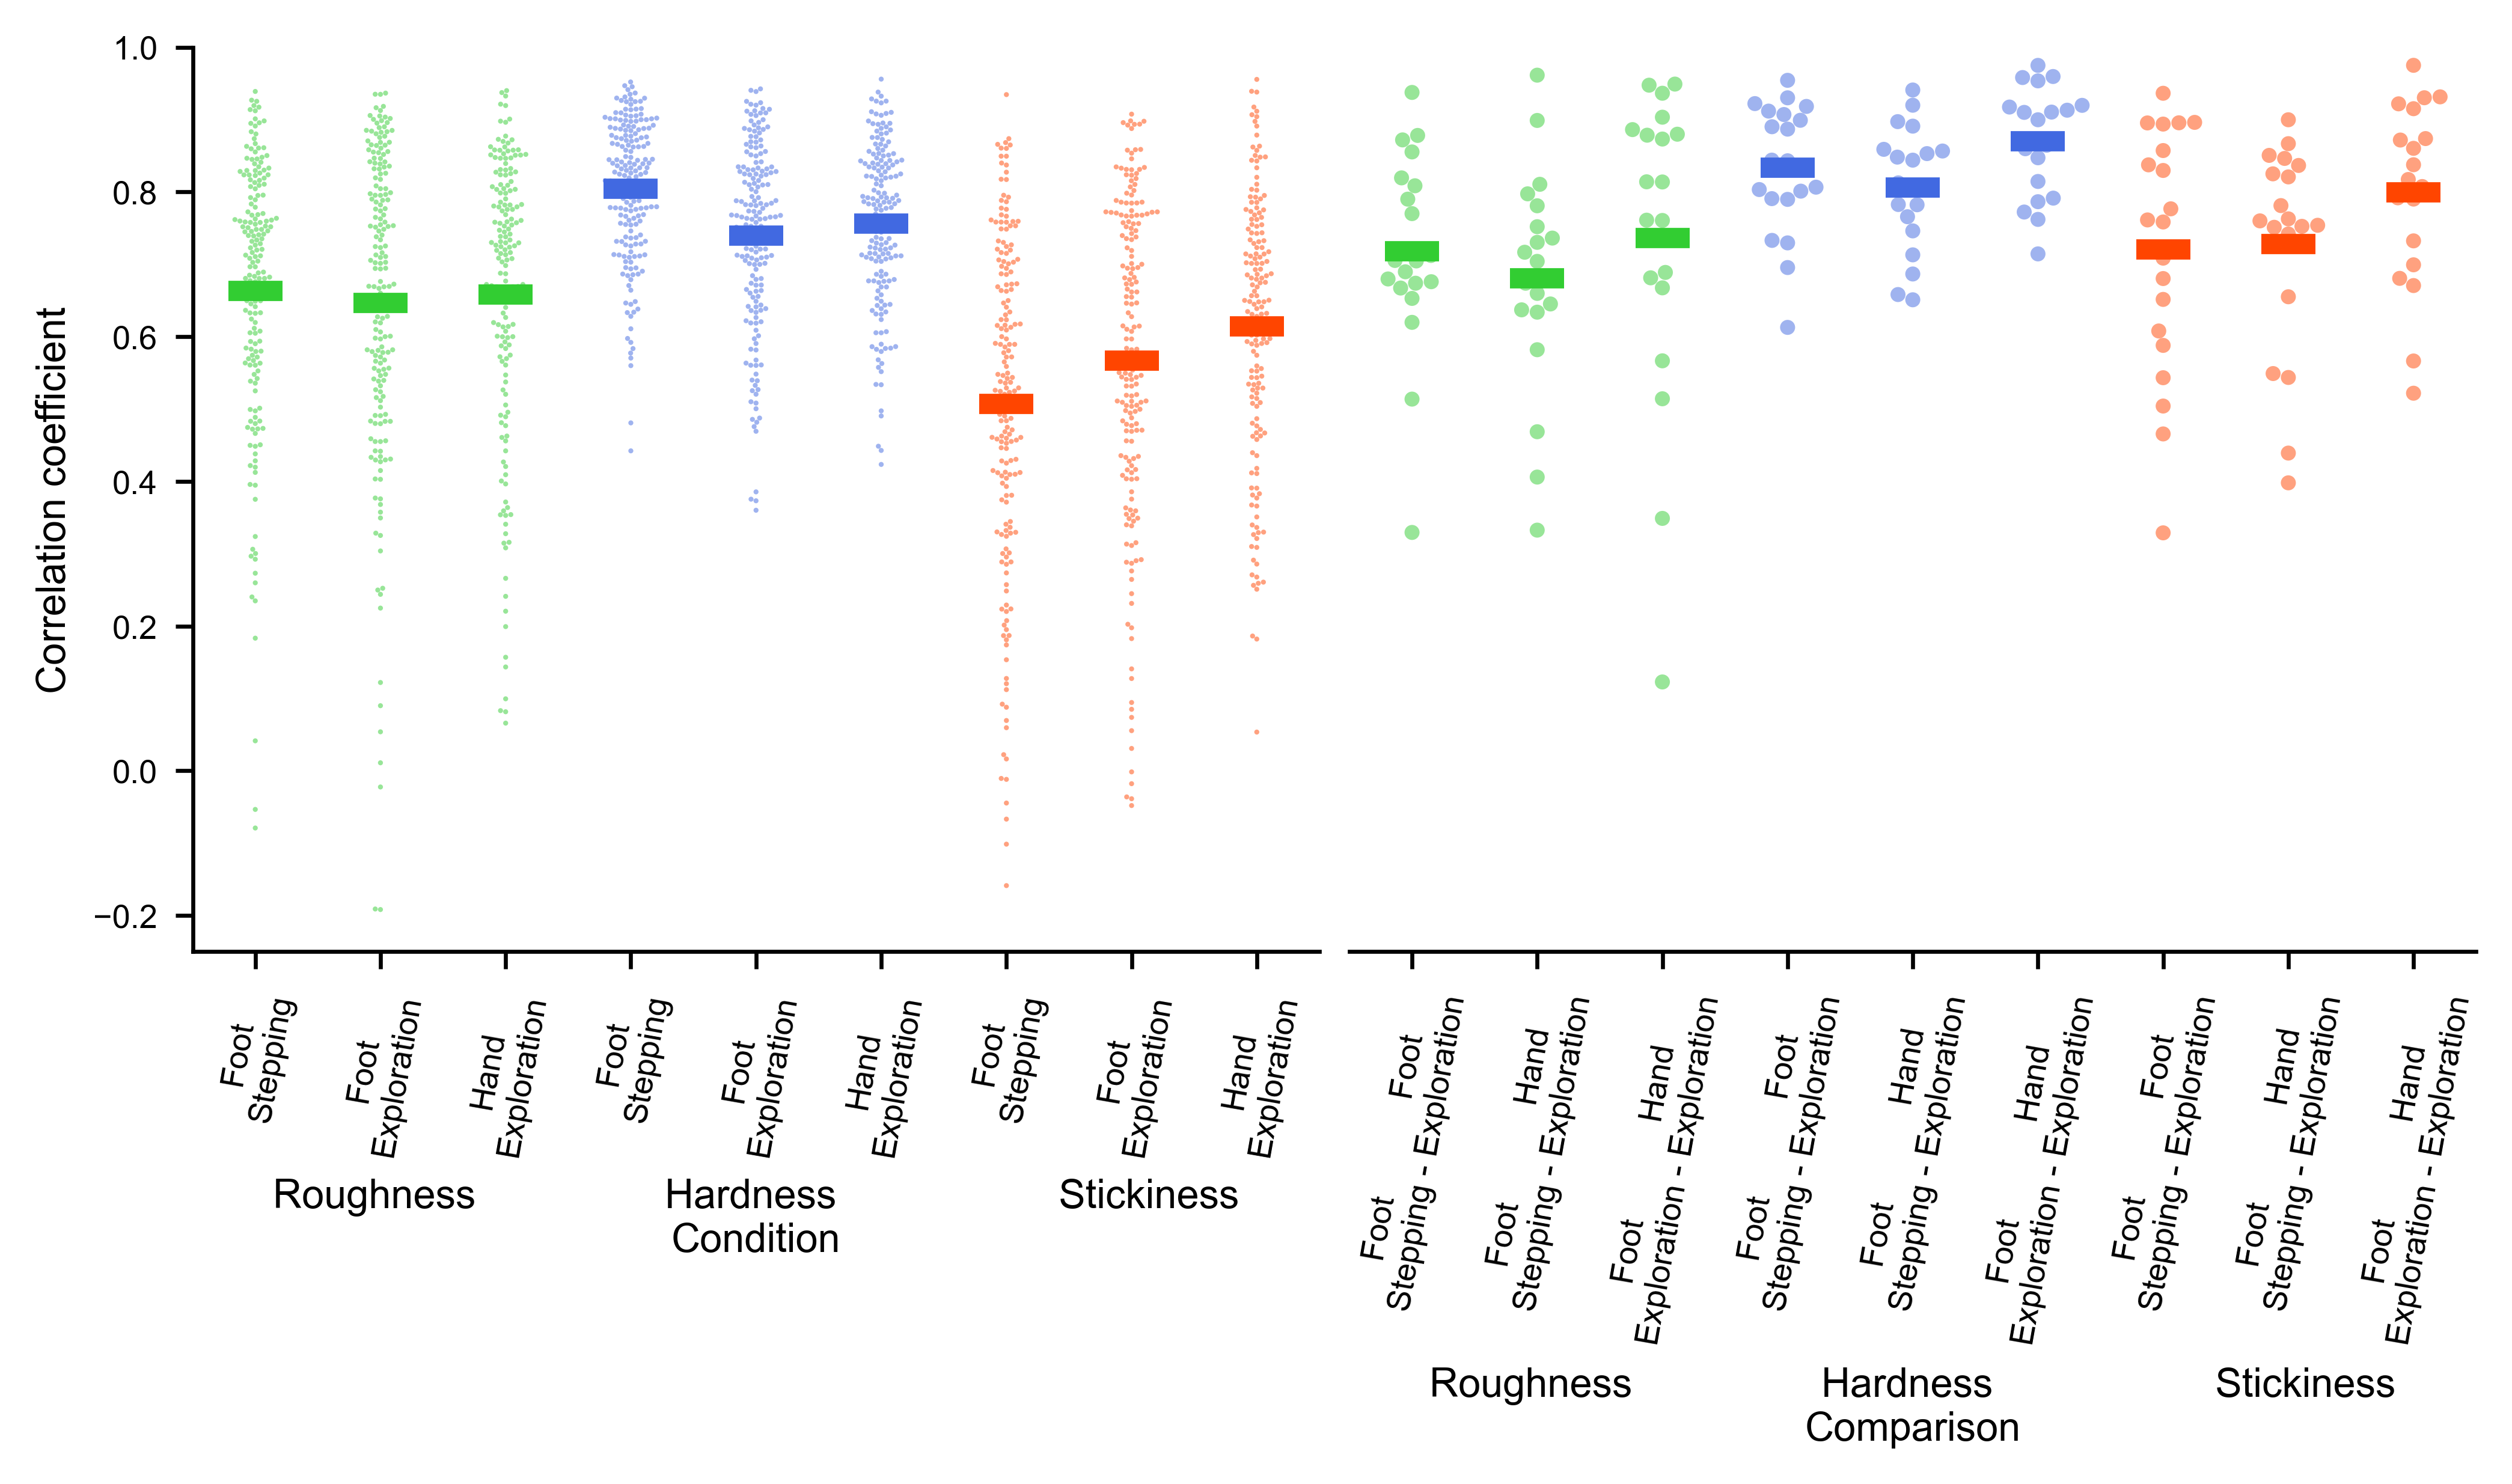 Correlation coefficient
1.0
0.8
0.6
0.4
0.2
0.0
−0.2
Foot
Stepping
Foot
Exploration
Hand
Exploration
Foot
Stepping
Foot
Exploration
Hand
Exploration
Foot
Stepping
Foot
Exploration
Hand
Exploration
Roughness
Hardness
Stickiness
Condition
Foot Foot
Stepping - Exploration
Foot Hand
Stepping - Exploration
Foot Hand
Exploration - Exploration
Foot Foot
Stepping - Exploration
Foot Hand
Stepping - Exploration
Foot Hand
Exploration - Exploration
Foot Foot
Stepping - Exploration
Foot Hand
Stepping - Exploration
Foot Hand
Exploration - Exploration
Roughness
Hardness
Stickiness
Comparison